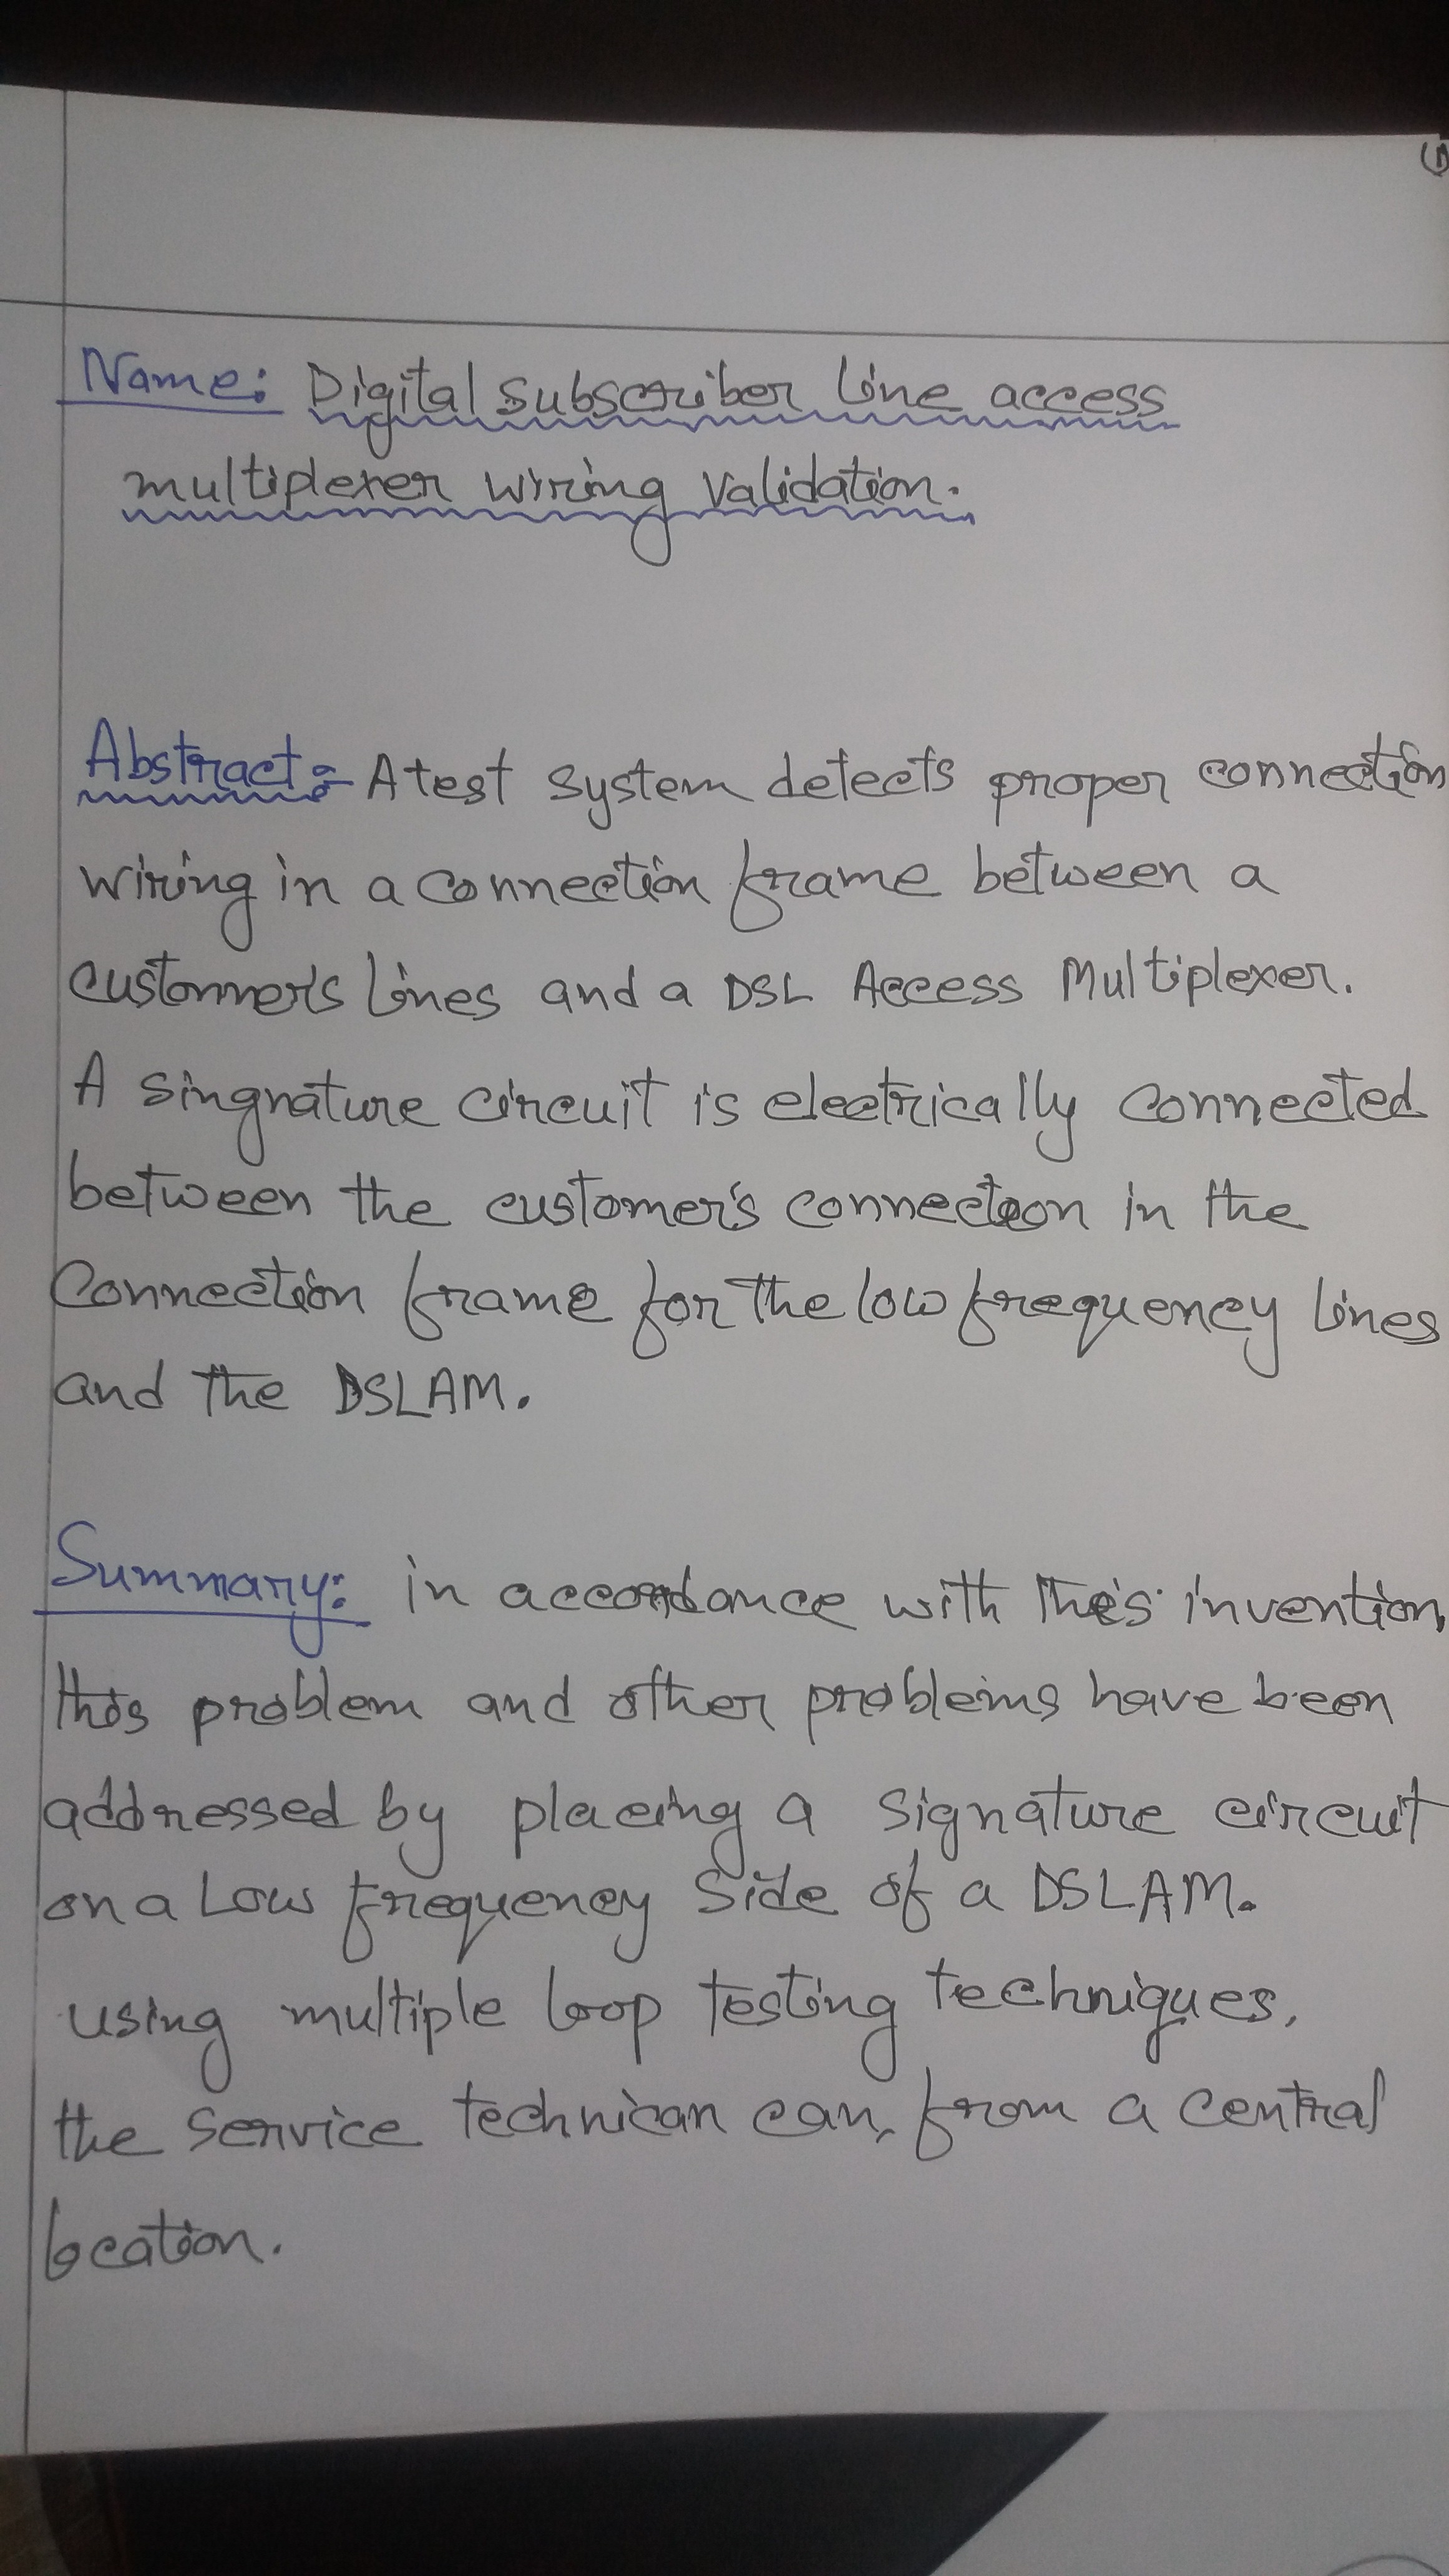 Name: Digital Subscriber line access
multiplexer wiring validation.
Abstract:- A test system detects proper connection
wiring in a connection frame between a
customer's lines and a DSL Access Multiplexer.
A singnature circuit is electrically connected
between the customer's connection in the
Connection frame for the low frequency lines
and the DSLAM.
Summary: in accordance with this invention,
this problem and other problems have been
addressed by placing a signature circuit
on a Low frequency Side of a DSLAM.
using multiple loop testing techniques,
the service technican can, from a central
location.